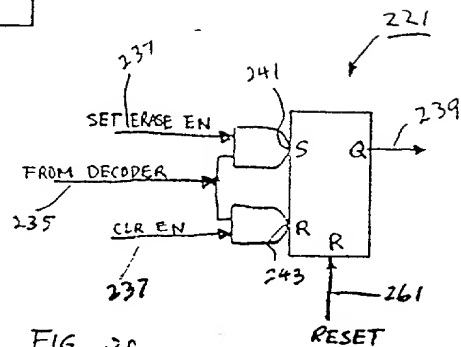 221
237
241
239
SET ERASE EN
S
Q
FROM DECODER
235
R
CLR EN
R
243
237
261
RESET
FIG